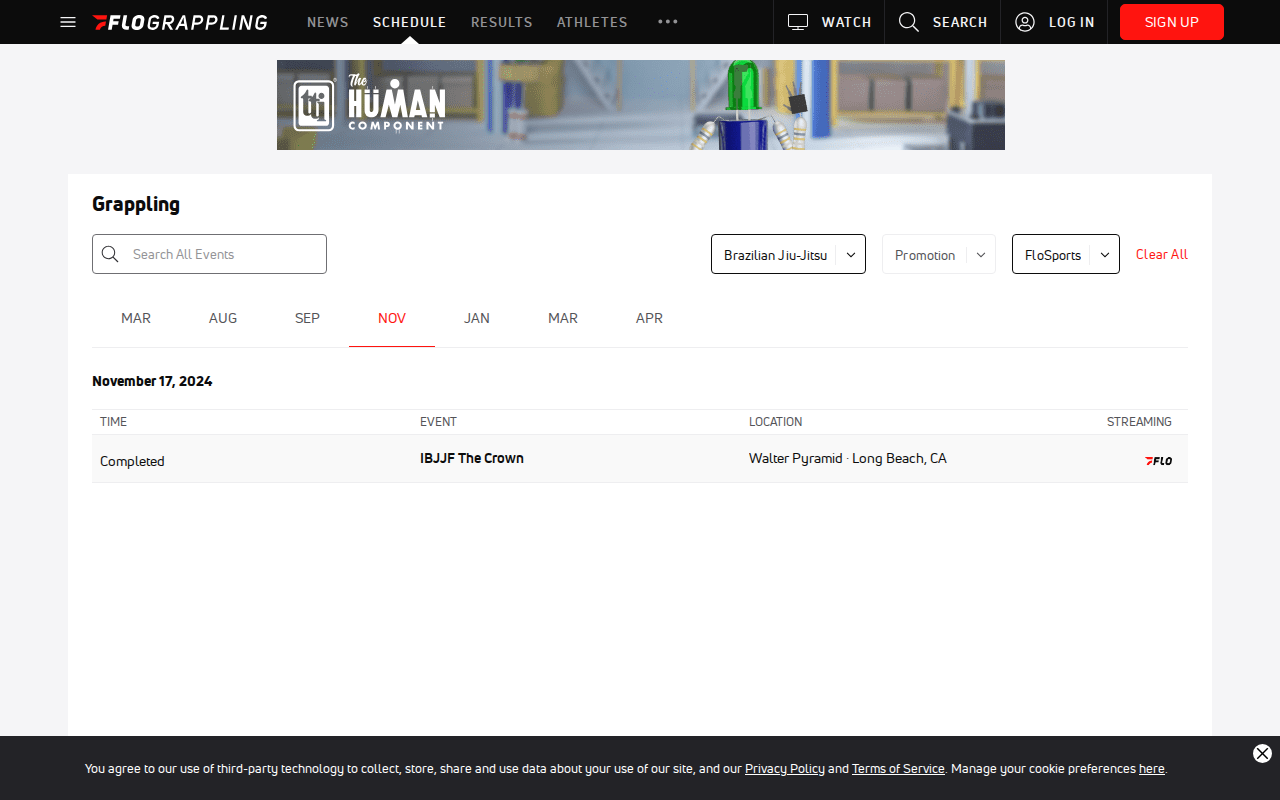 FLOGRAPPLING NEWS SCHEDULE RESULTS ATHLETES ••• WATCH SEARCH LOG IN SIGN UP
ttj The HUMAN COMPONENT
Grappling
Search All Events Brazilian Jiu-Jitsu Promotion FloSports Clear All
MAR AUG SEP NOV JAN MAR APR
November 17, 2024
TIME EVENT LOCATION STREAMING
Completed IBJJF The Crown Walter Pyramid · Long Beach, CA FLO
You agree to our use of third-party technology to collect, store, share and use data about your use of our site, and our Privacy Policy and Terms of Service. Manage your cookie preferences here.